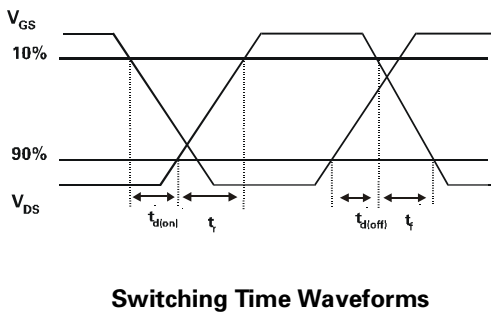 VGS
10%
90%
VDS
td(on) tr td(off) tf
Switching Time Waveforms